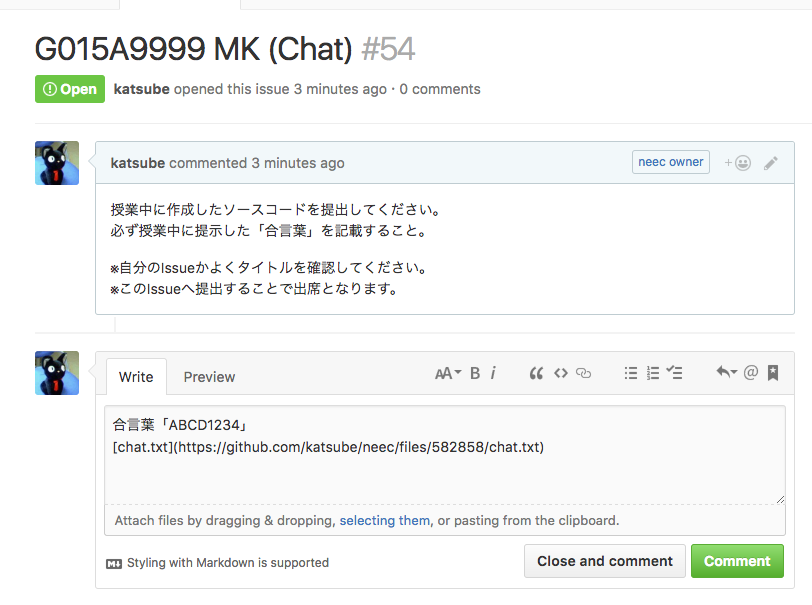 G015A9999 MK (Chat) #54
Open katsube opened this issue 3 minutes ago · 0 comments
katsube commented 3 minutes ago neec owner +
授業中に作成したソースコードを提出してください。
必ず授業中に提示した「合言葉」を記載すること。
※自分のIssueかよくタイトルを確認してください。
※このIssueへ提出することで出席となります。
Write Preview AA B i “ <> @
合言葉「ABCD1234」
[chat.txt](https://github.com/katsube/neec/files/582858/chat.txt)
Attach files by dragging & dropping, selecting them, or pasting from the clipboard.
Styling with Markdown is supported Close and comment Comment